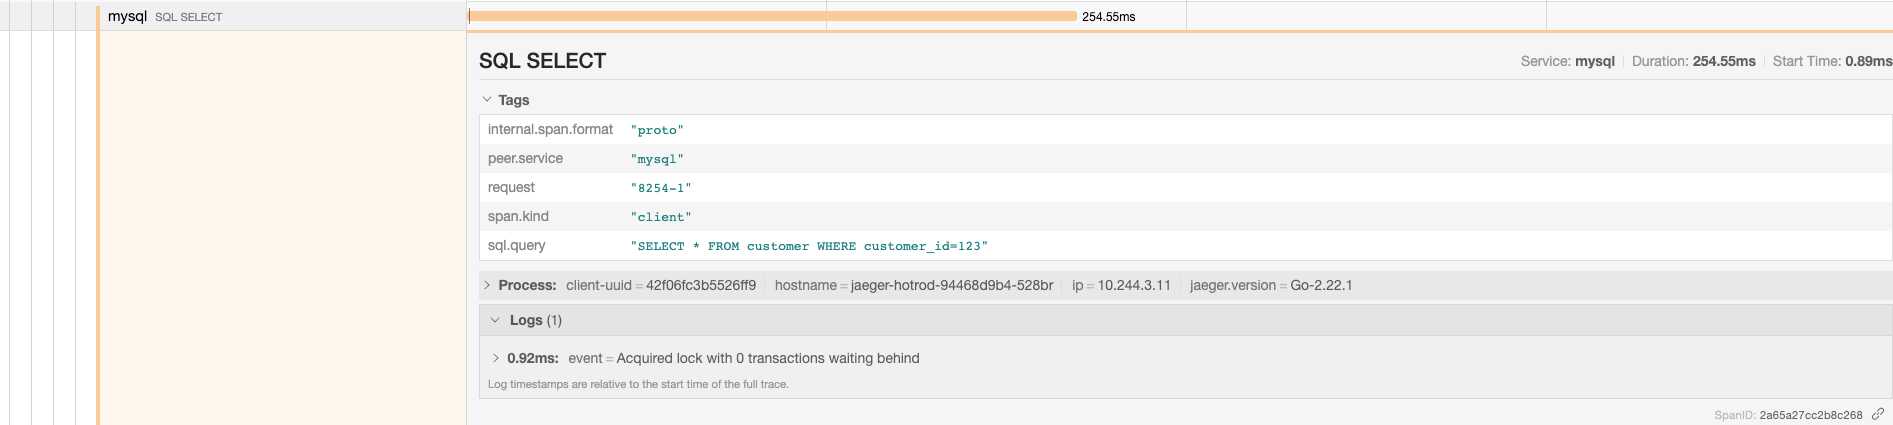 mysql SQL SELECT 254.55ms
SQL SELECT Service: mysql Duration: 254.55ms Start Time: 0.89ms
Tags
internal.span.format "proto"
peer.service "mysql"
request "8254-1"
span.kind "client"
sql.query "SELECT * FROM customer WHERE customer_id=123"
Process: client-uuid = 42f06fc3b5526ff9 hostname = jaeger-hotrod-94468d9b4-528br ip = 10.244.3.11 jaeger.version = Go-2.22.1
Logs (1)
0.92ms: event = Acquired lock with 0 transactions waiting behind
Log timestamps are relative to the start time of the full trace.
SpanID: 2a65a27cc2b8c268